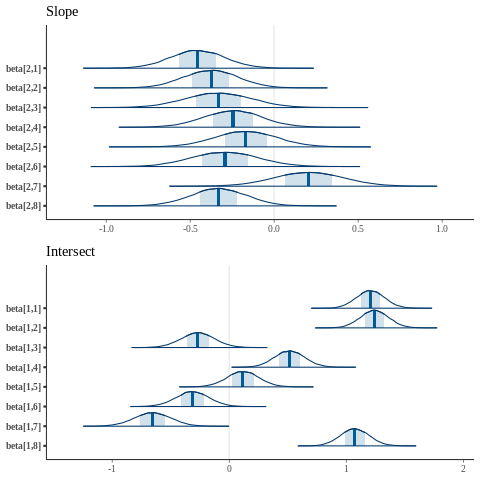 Slope
beta[2,1]
beta[2,2]
beta[2,3]
beta[2,4]
beta[2,5]
beta[2,6]
beta[2,7]
beta[2,8]
-1.0 -0.5 0.0 0.5 1.0
Intersect
beta[1,1]
beta[1,2]
beta[1,3]
beta[1,4]
beta[1,5]
beta[1,6]
beta[1,7]
beta[1,8]
-1 0 1 2